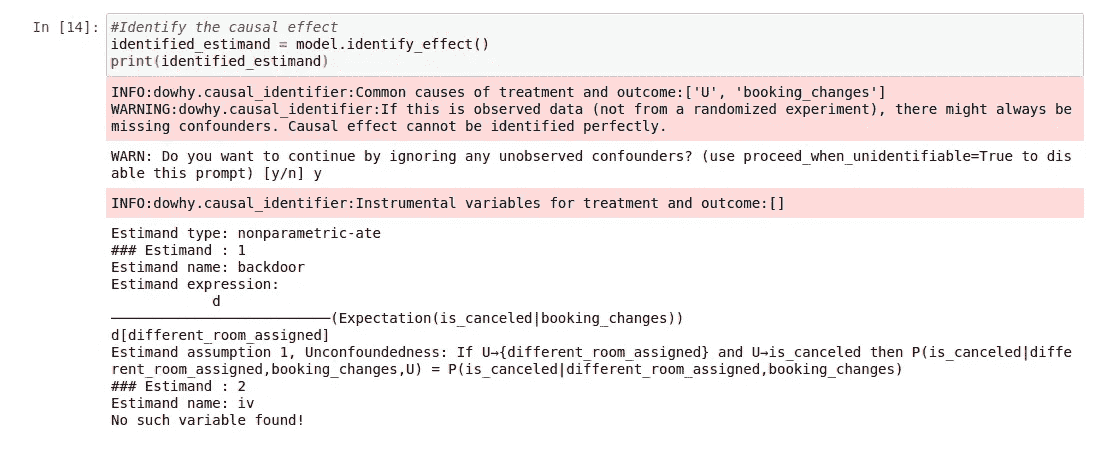 In [14]: #Identify the causal effect
identified_estimand = model.identify_effect()
print(identified_estimand)
INFO:dowhy.causal_identifier:Common causes of treatment and outcome:['U', 'booking_changes']
WARNING:dowhy.causal_identifier:If this is observed data (not from a randomized experiment), there might always be
missing confounders. Causal effect cannot be identified perfectly.
WARN: Do you want to continue by ignoring any unobserved confounders? (use proceed_when_unidentifiable=True to dis
able this prompt) [y/n] y
INFO:dowhy.causal_identifier:Instrumental variables for treatment and outcome:[]
Estimand type: nonparametric-ate
### Estimand : 1
Estimand name: backdoor
Estimand expression:
d
──────────────────────────(Expectation(is_canceled|booking_changes))
d[different_room_assigned]
Estimand assumption 1, Unconfoundedness: If U→{different_room_assigned} and U→is_canceled then P(is_canceled|diffe
rent_room_assigned,booking_changes,U) = P(is_canceled|different_room_assigned,booking_changes)
### Estimand : 2
Estimand name: iv
No such variable found!